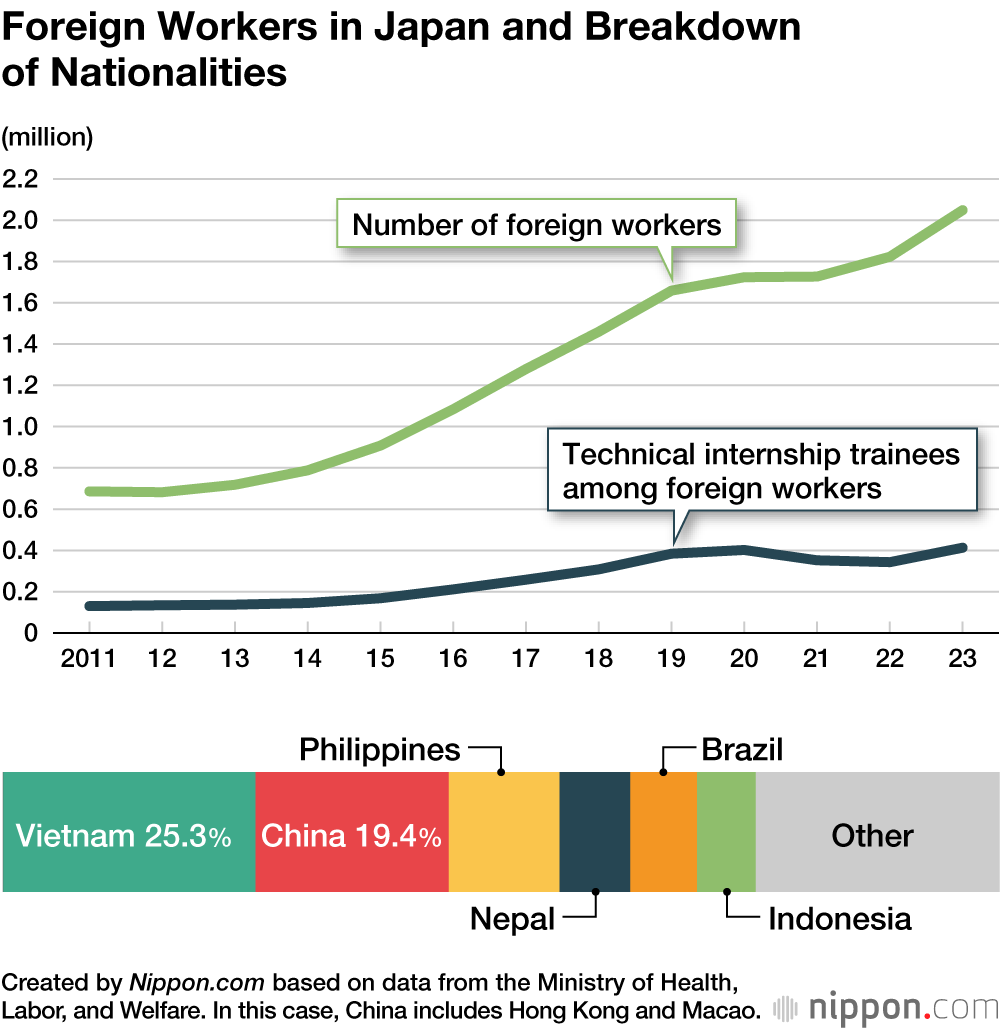 Foreign Workers in Japan and Breakdown
of Nationalities
(million)
2.2
2.0
1.8
1.6
1.4
1.2
1.0
0.8
0.6
0.4
0.2
0
Number of foreign workers
Technical internship trainees
among foreign workers
2011 12 13 14 15 16 17 18 19 20 21 22 23
Philippines Brazil
Vietnam 25.3% China 19.4% Other
Nepal Indonesia
Created by Nippon.com based on data from the Ministry of Health,
Labor, and Welfare. In this case, China includes Hong Kong and Macao.
nippon.com